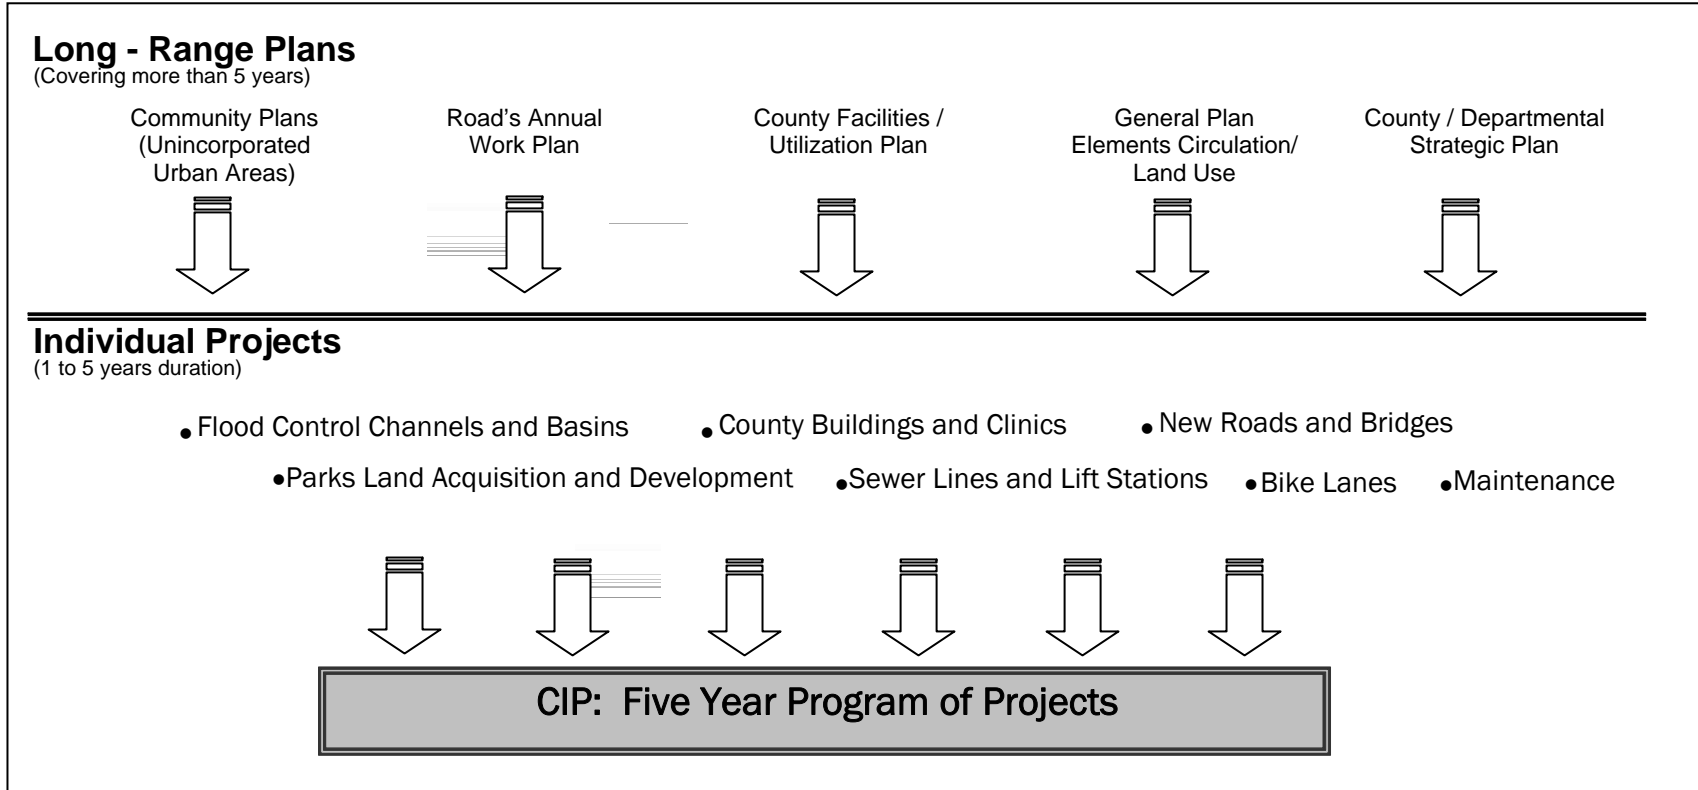 Long - Range Plans
(Covering more than 5 years)
Community Plans
(Unincorporated
Urban Areas)
Road’s Annual
Work Plan
County Facilities /
Utilization Plan
General Plan
Elements Circulation/
Land Use
County / Departmental
Strategic Plan
Individual Projects
(1 to 5 years duration)
•Flood Control Channels and Basins
•County Buildings and Clinics
•New Roads and Bridges
•Parks Land Acquisition and Development
•Sewer Lines and Lift Stations
•Bike Lanes
•Maintenance
CIP:  Five Year Program of Projects